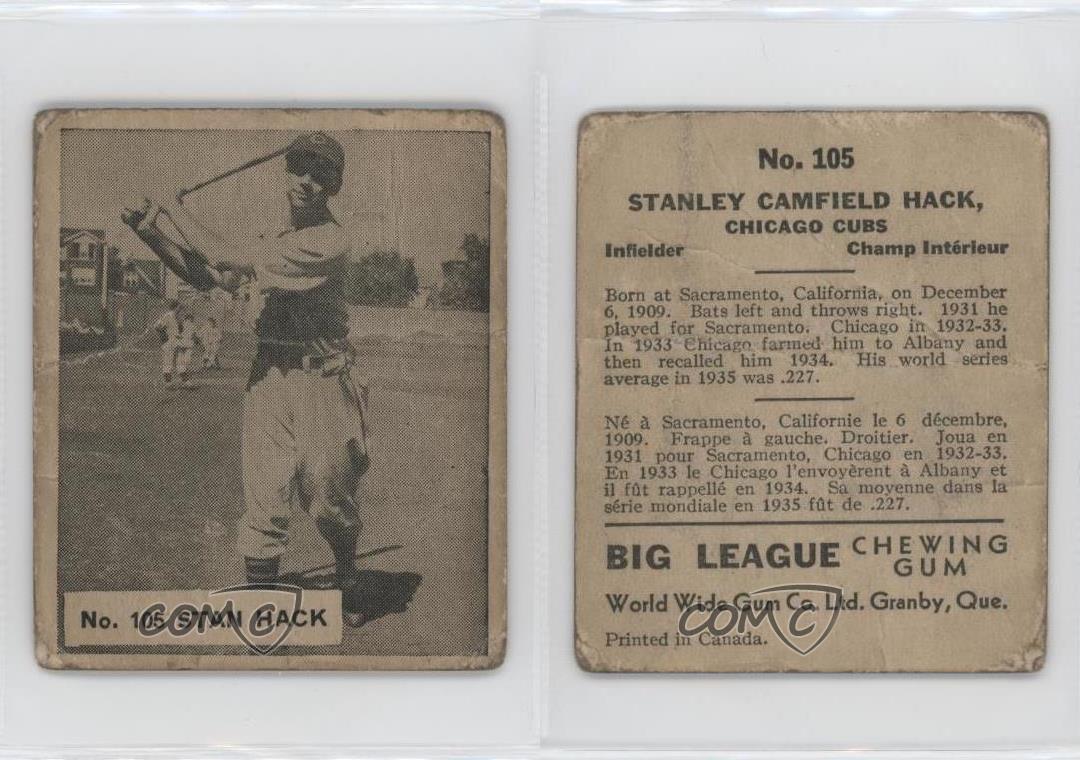 No. 105 STAN HACK
COMC
No. 105
STANLEY CAMFIELD HACK,
CHICAGO CUBS
Infielder Champ Intérieur
Born at Sacramento, California, on December
6, 1909. Bats left and throws right. 1931 he
played for Sacramento. Chicago in 1932-33.
In 1933 Chicago farmed him to Albany and
then recalled him 1934. His world series
average in 1935 was .227.
Né à Sacramento, Californie le 6 décembre,
1909. Frappe à gauche. Droitier. Joua en
1931 pour Sacramento, Chicago en 1932-33.
En 1933 le Chicago l'envoyèrent à Albany et
il fût rappellé en 1934. Sa moyenne dans la
série mondiale en 1935 fût de .227.
BIG LEAGUE CHEWING GUM
World Wide Gum Co. Ltd. Granby, Que.
COMC
Printed in Canada.